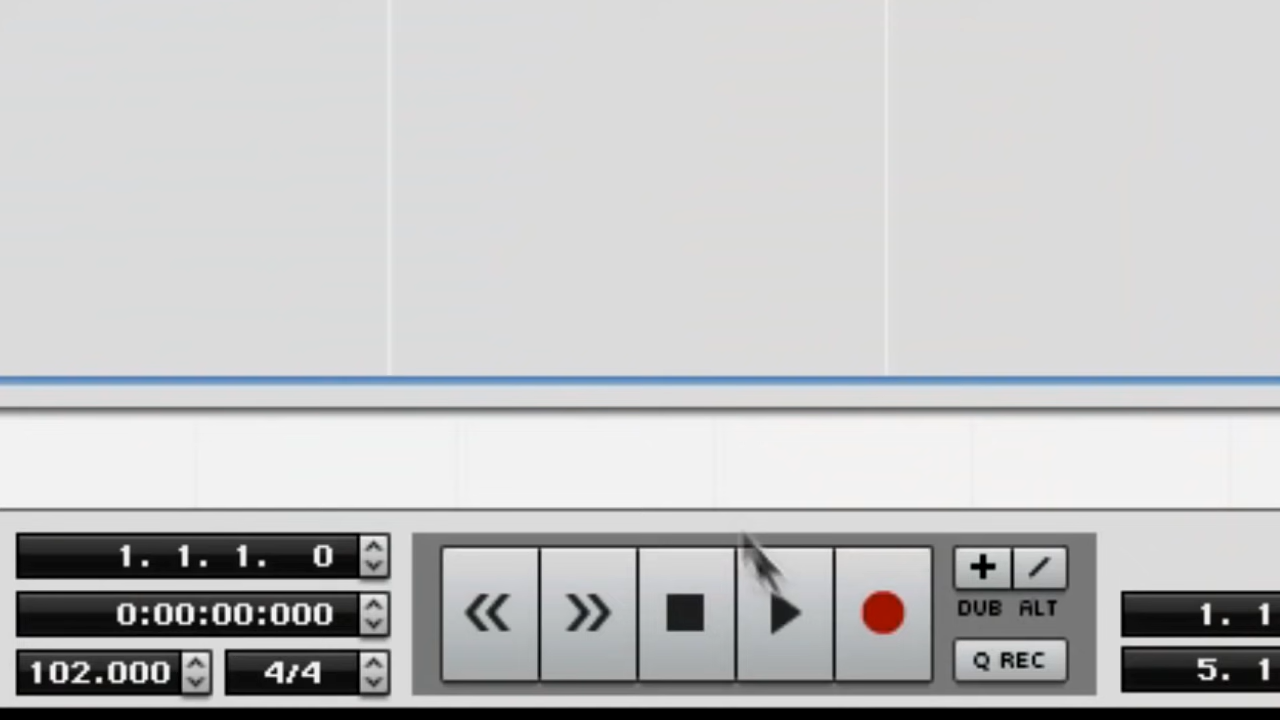 1. 1. 1. 0
0:00:00:000
102.000 4/4
DUB ALT
Q REC
1. 1
5. 1